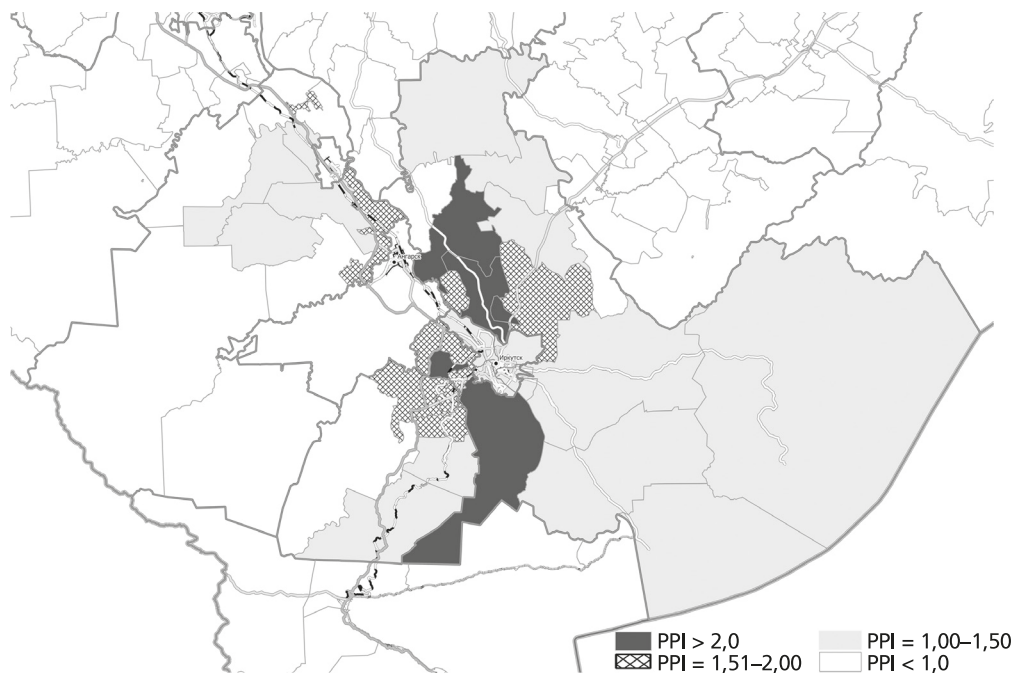 Ангарск
Иркутск
PPI > 2,0
PPI = 1,00–1,50
PPI = 1,51–2,00
PPI < 1,0